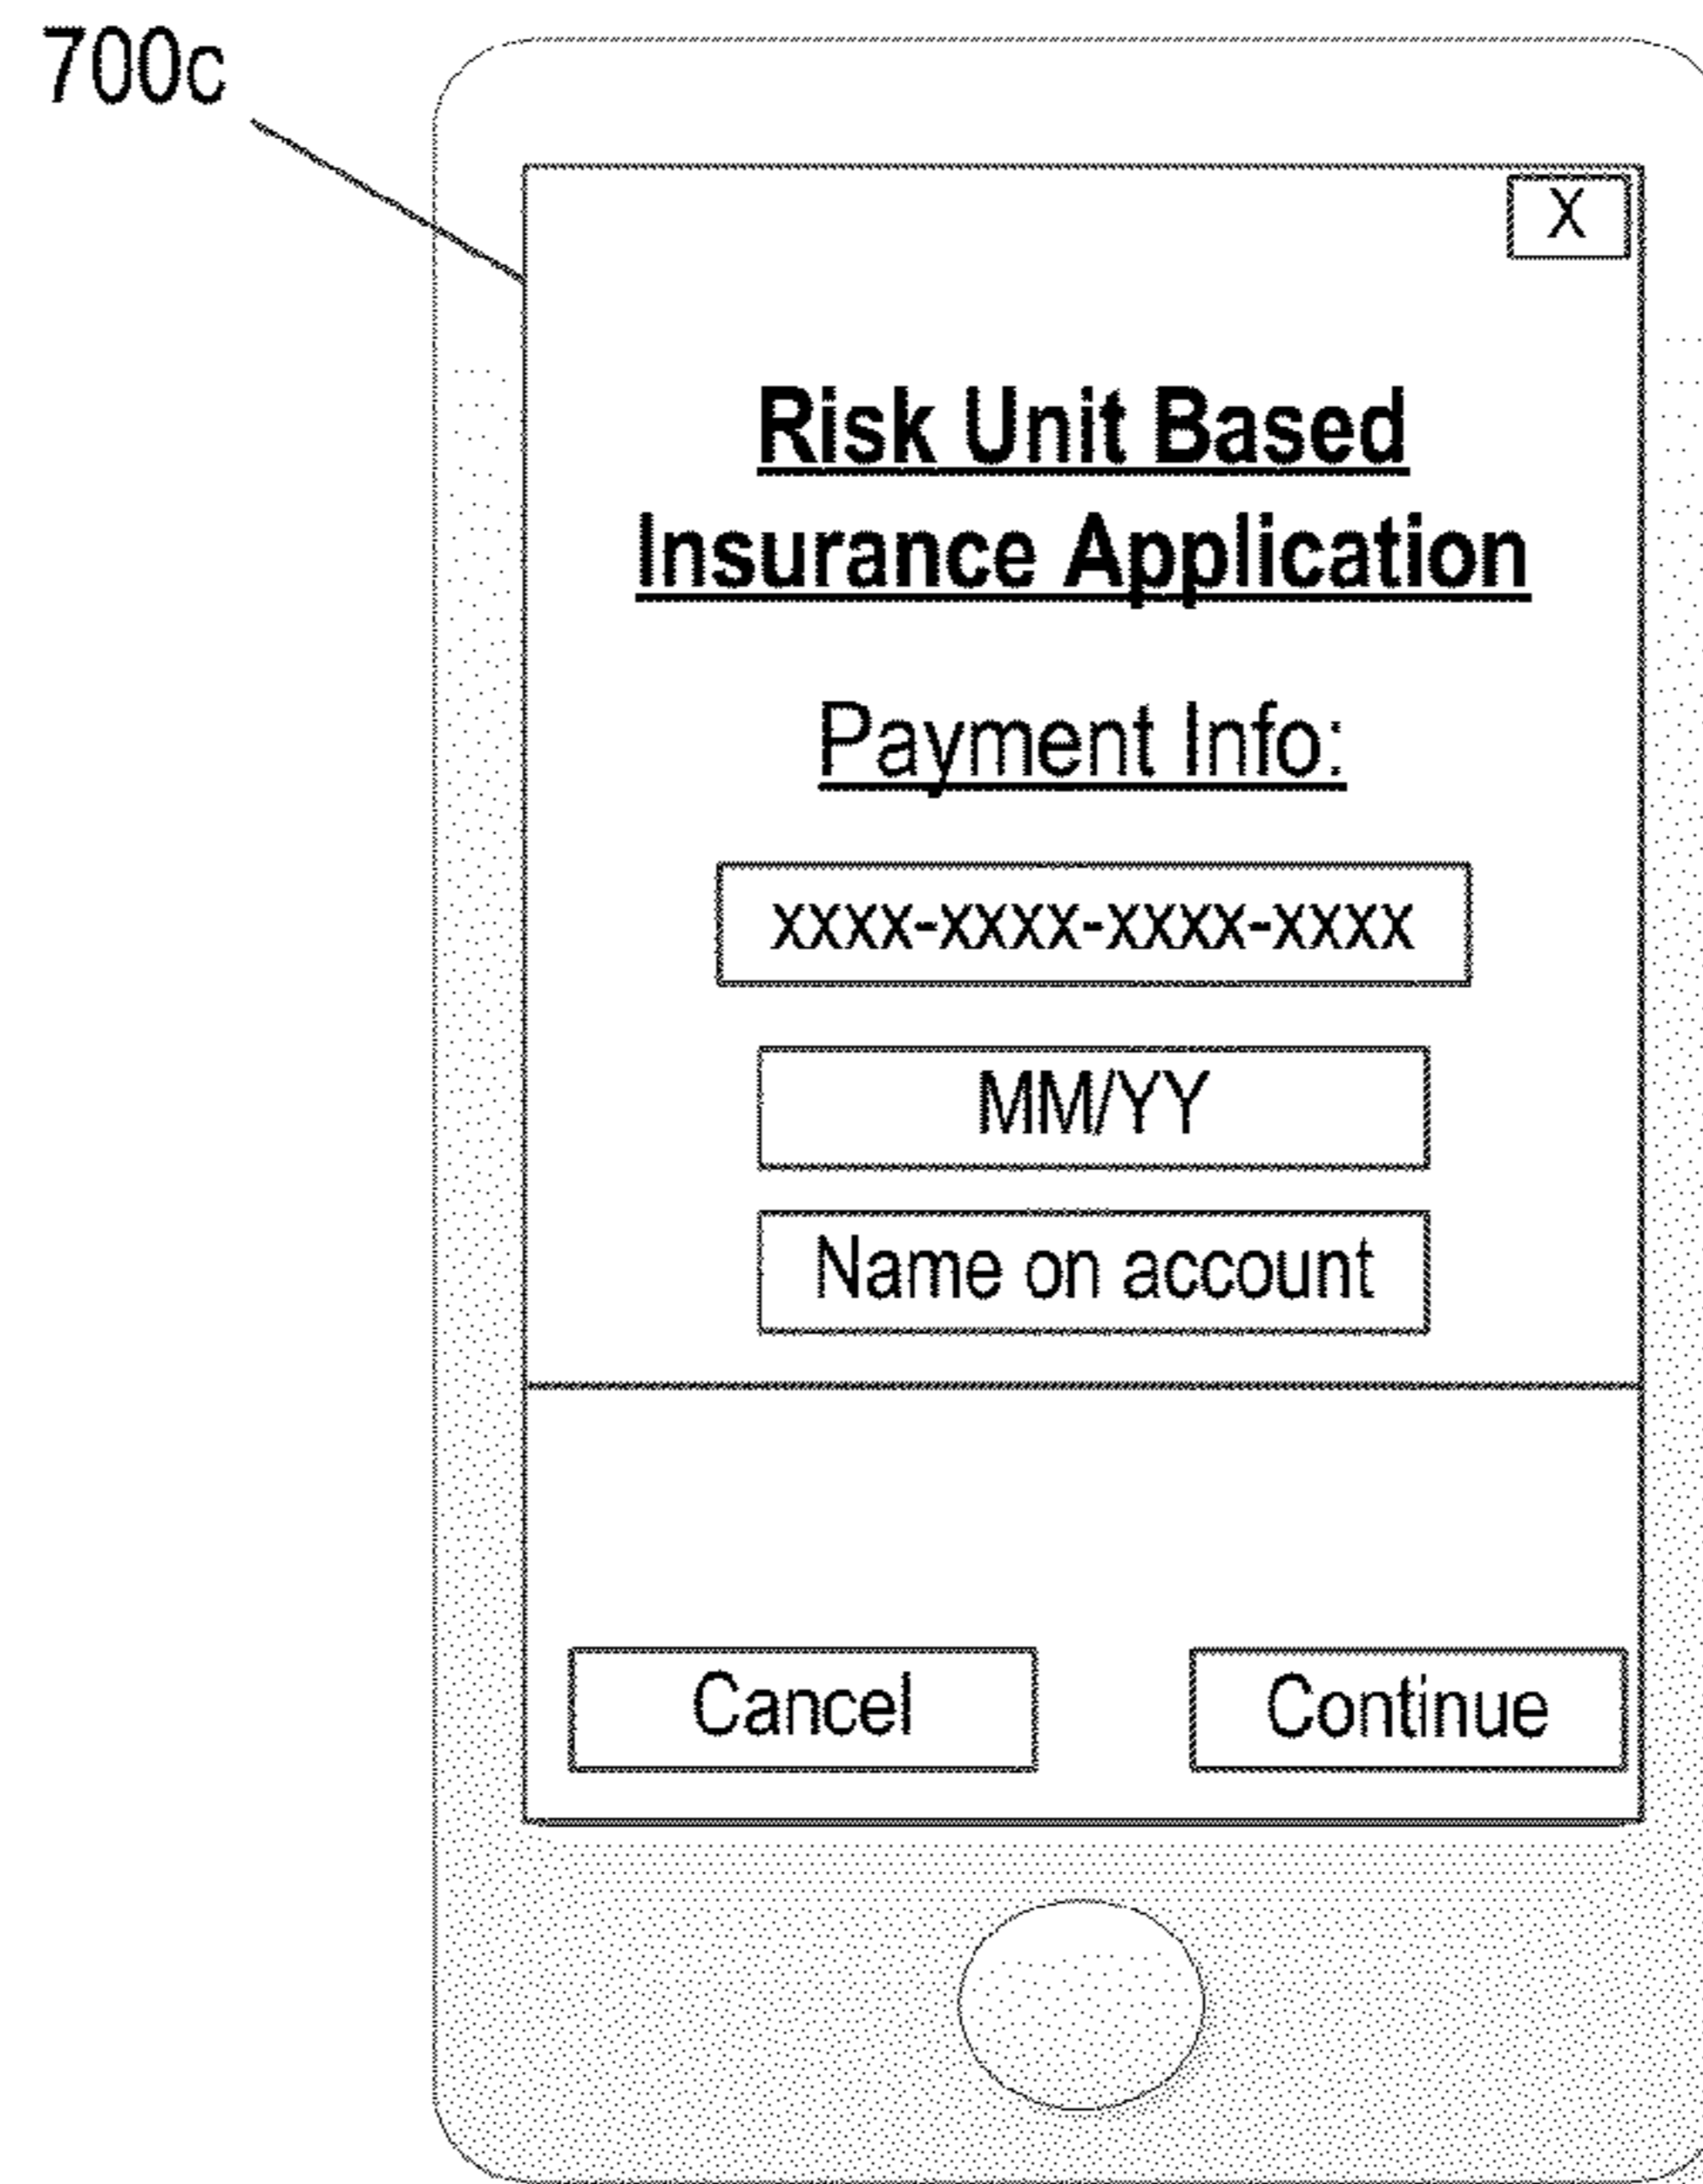 700c
X
Risk Unit Based
Insurance Application
Payment Info:
XXXX-XXXX-XXXX-XXXX
MM/YY
Name on account
Cancel
Continue